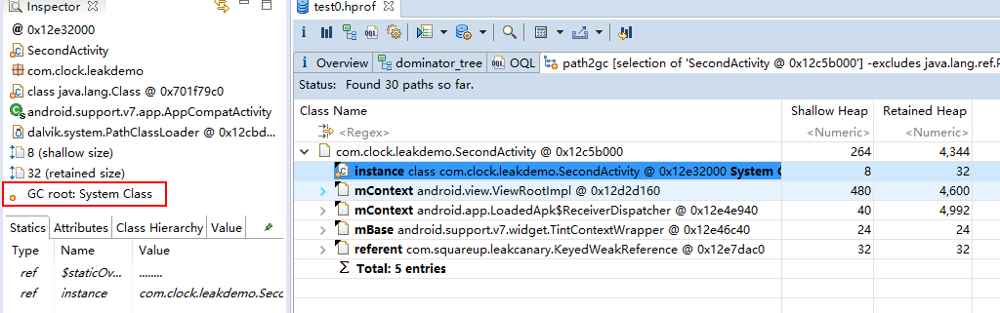 Inspector
@ 0x12e32000
SecondActivity
com.clock.leakdemo
class java.lang.Class @ 0x701f79c0
android.support.v7.app.AppCompatActivity
dalvik.system.PathClassLoader @ 0x12cbd...
8 (shallow size)
32 (retained size)
GC root: System Class
Statics Attributes Class Hierarchy Value
Type Name Value
ref $staticOv... ........
ref instance com.clock.leakdemo.Seco
test0.hprof
i OQL
i Overview dominator_tree OQL path2gc [selection of 'SecondActivity @ 0x12c5b000'] -excludes java.lang.ref.
Status: Found 30 paths so far.
Class Name Shallow Heap Retained Heap
<Regex> <Numeric> <Numeric>
com.clock.leakdemo.SecondActivity @ 0x12c5b000 264 4,344
instance class com.clock.leakdemo.SecondActivity @ 0x12e32000 System 8 32
mContext android.view.ViewRootImpl @ 0x12d2d160 480 4,600
mContext android.app.LoadedApk$ReceiverDispatcher @ 0x12e4e940 40 4,992
mBase android.support.v7.widget.TintContextWrapper @ 0x12e46c40 24 24
referent com.squareup.leakcanary.KeyedWeakReference @ 0x12e7dac0 32 32
Σ Total: 5 entries